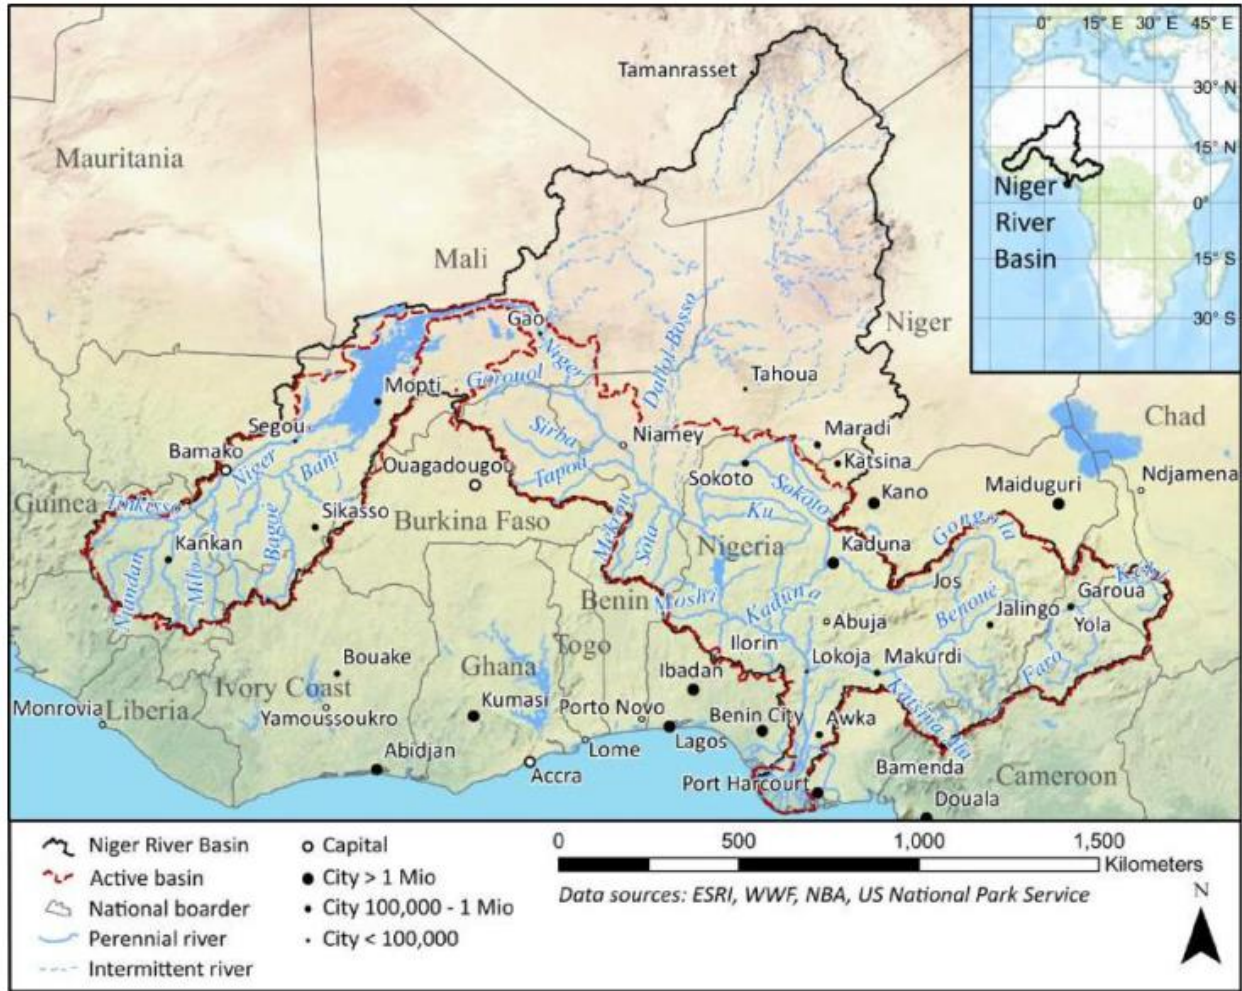 0° 15° E 30° E 45° E
30° N
15° N
0°
15° S
30° S
Niger
River
Basin
Tamanrasset
Mauritania
Mali
Niger
Chad
Gao
Niger
Dallol Bosso
Gorouol
Tahoua
Mopti
Segou
Bamako
Niger
Bani
Sirba
Niamey
Maradi
Katsina
Ouagadougou
Tapoa
Sokoto
Sokoto
Kano
Maiduguri
Ndjamena
Guinea
Tinkisso
Sikasso
Burkina Faso
Mekrou
Sota
Ku
Nigeria
Kaduna
Gongola
Kankan
Niandan
Milo
Bagoé
Benin
Moshi
Kaduna
Jos
Benoué
Jalingo
Garoua
Yola
Faro
Abuja
Ilorin
Lokoja
Makurdi
Katsina Ala
Togo
Ghana
Bouake
Ibadan
Ivory Coast
Kumasi
Porto Novo
Benin City
Awka
Monrovia
Liberia
Yamoussoukro
Lagos
Abidjan
Lome
Accra
Port Harcourt
Bamenda
Cameroon
Douala
Niger River Basin
Active basin
National boarder
Perennial river
Intermittent river
Capital
City > 1 Mio
City 100,000 - 1 Mio
City < 100,000
0 500 1,000 1,500
Kilometers
Data sources: ESRI, WWF, NBA, US National Park Service
N